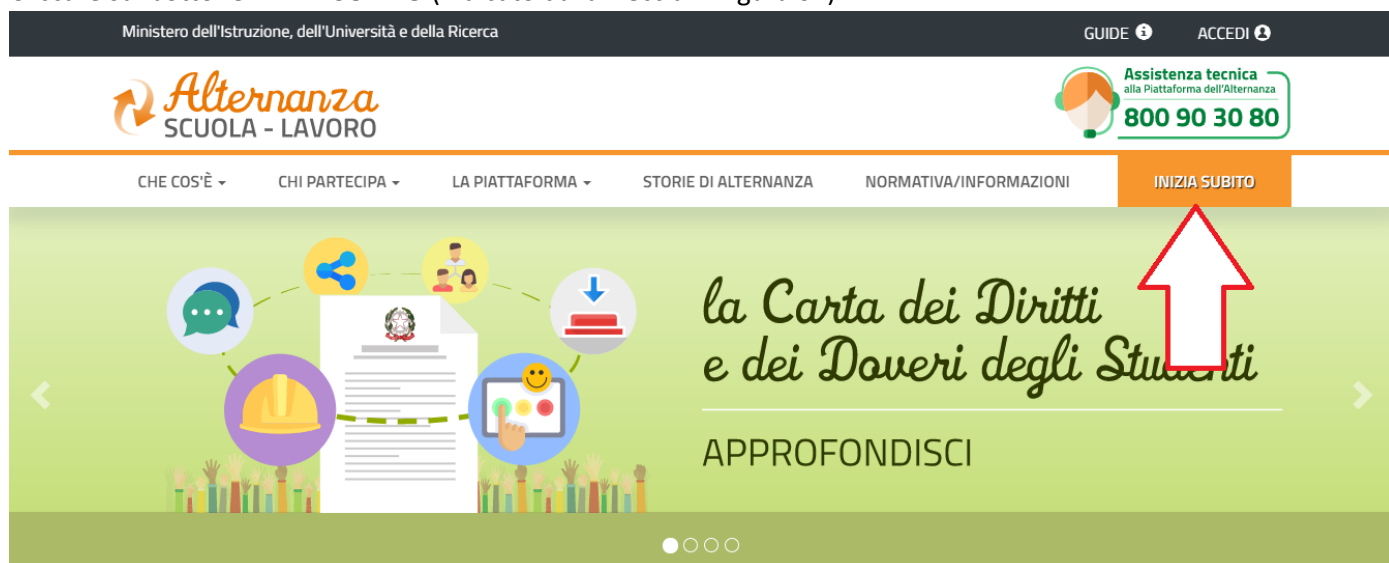 Ministero dell'Istruzione, dell'Università e della Ricerca
GUIDE
ACCEDI
Alternanza
SCUOLA - LAVORO
Assistenza tecnica
alla Piattaforma dell'Alternanza
800 90 30 80
CHE COS'È
CHI PARTECIPA
LA PIATTAFORMA
STORIE DI ALTERNANZA
NORMATIVA/INFORMAZIONI
INIZIA SUBITO
la Carta dei Diritti
e dei Doveri degli Studenti
APPROFONDISCI